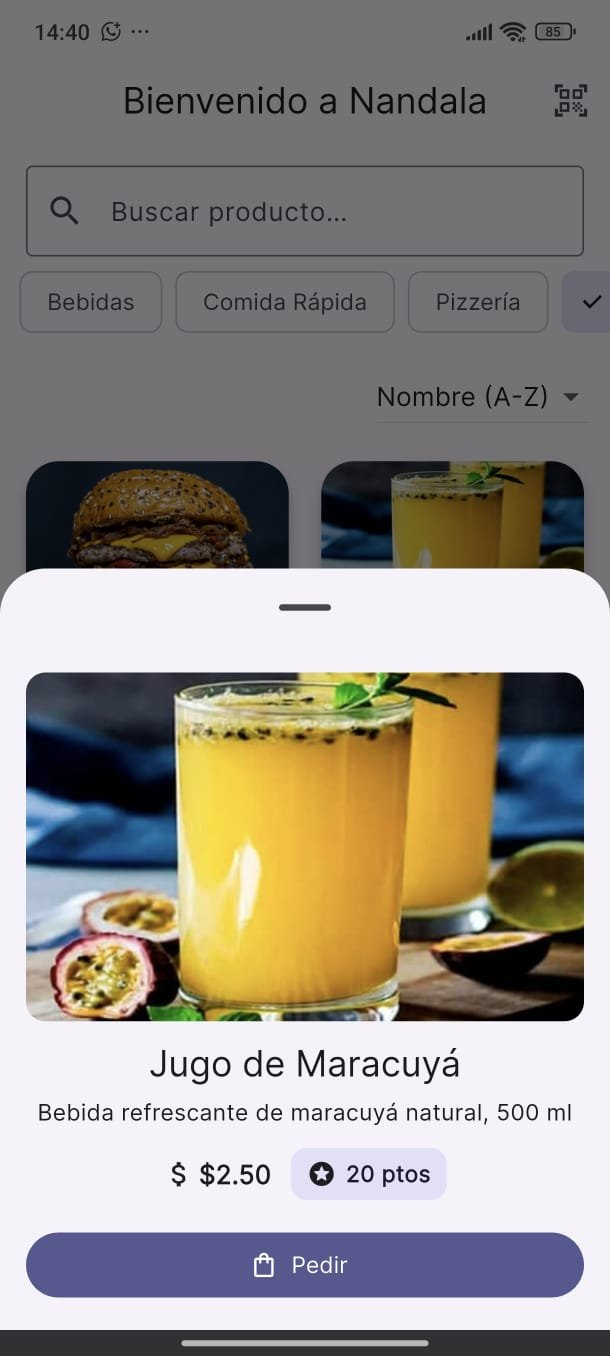 14:40 ...
85
Bienvenido a Nandala
Buscar producto...
Bebidas Comida Rápida Pizzería
Nombre (A-Z)
Jugo de Maracuyá
Bebida refrescante de maracuyá natural, 500 ml
$ $2.50 20 ptos
Pedir